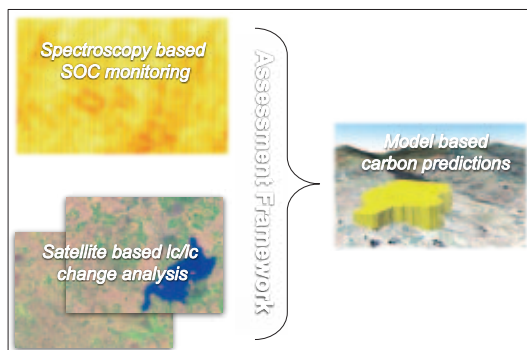 Spectroscopy based
SOC monitoring
Assessment Framework
Model based
carbon predictions
Satellite based lc/lc
change analysis